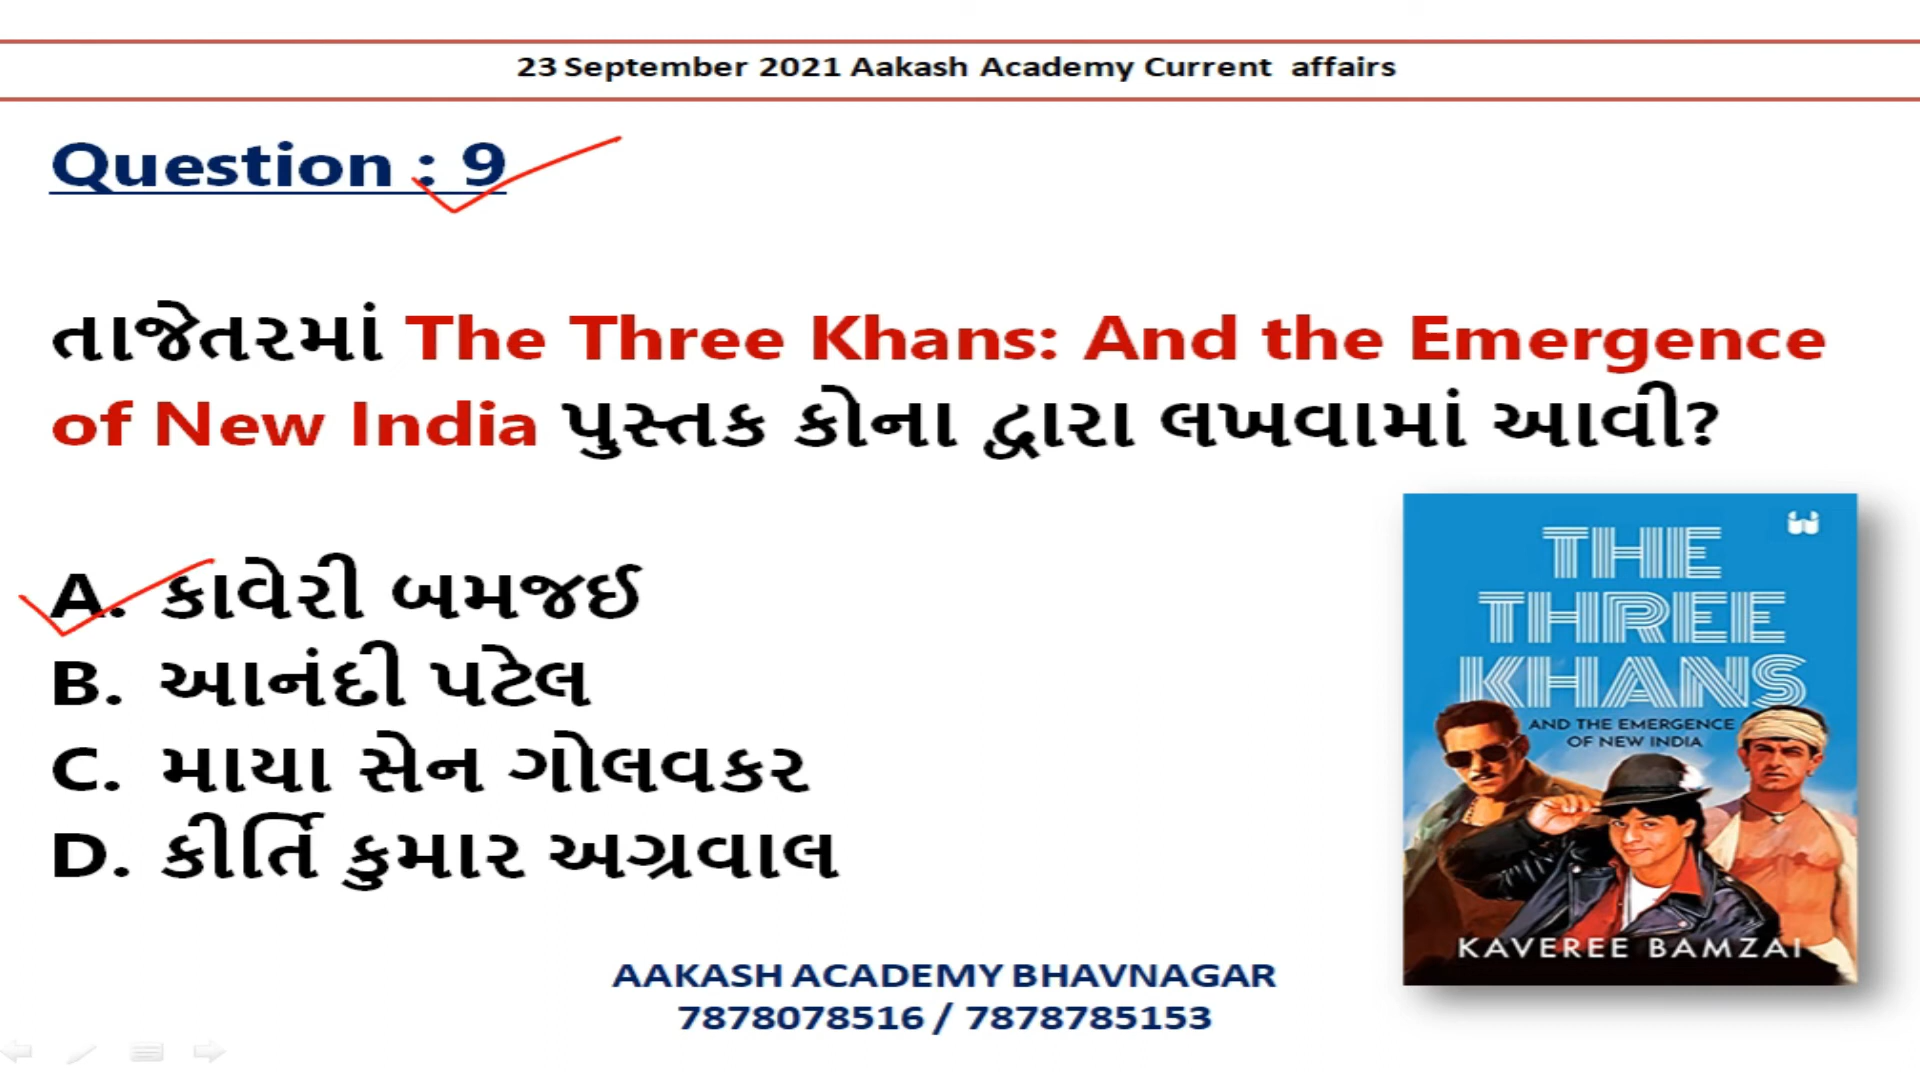 23 September 2021 Aakash Academy Current affairs
Question : 9
તાજેતરમાં The Three Khans: And the Emergence
of New India પુસ્તક કોના દ્વારા લખવામાં આવી?
A. કાવેરી બમજઈ
B. આનંદી પટેલ
C. માયા સેન ગોલવકર
D. કીર્તિ કુમાર અગ્રવાલ
THE
THREE
KHANS
AND THE EMERGENCE
OF NEW INDIA
KAVEREE BAMZAI
AAKASH ACADEMY BHAVNAGAR
7878078516 / 7878785153